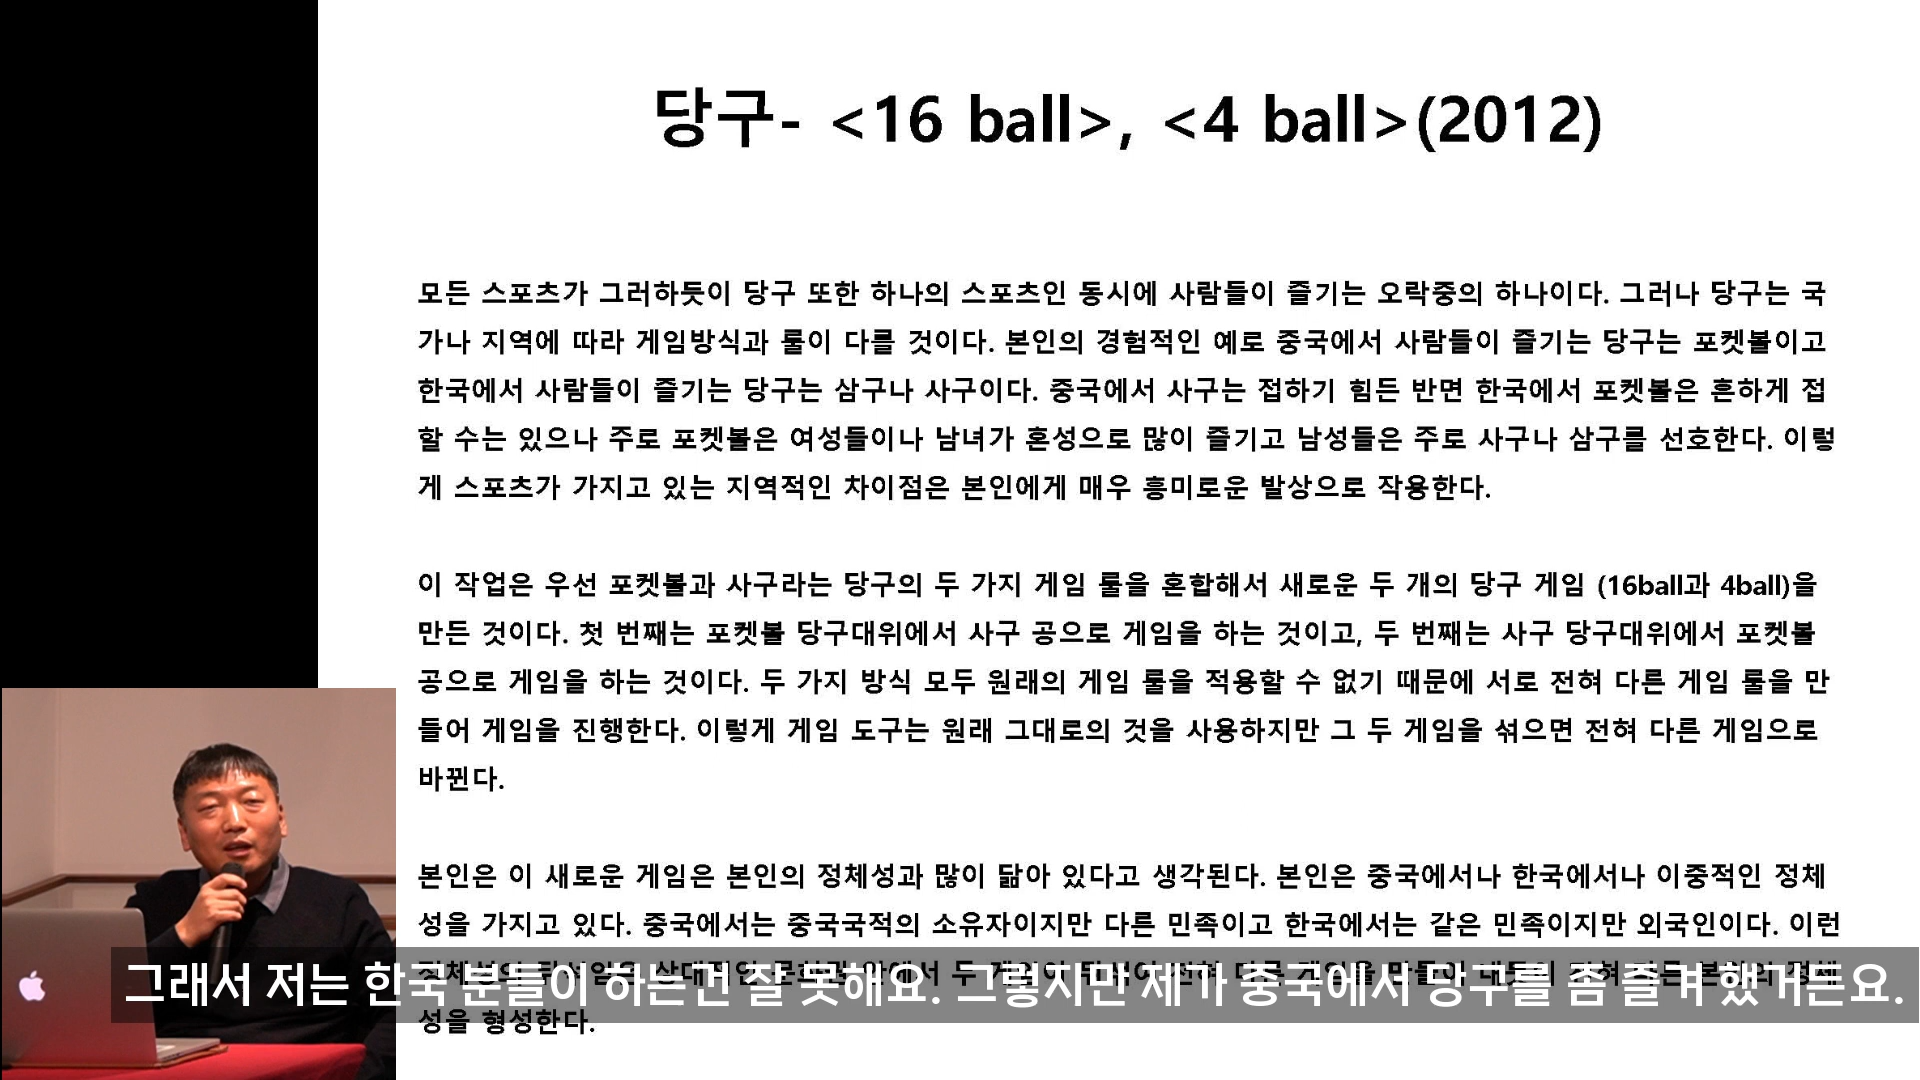 당구- <16 ball>, <4 ball>(2012)
모든 스포츠가 그러하듯이 당구 또한 하나의 스포츠인 동시에 사람들이 즐기는 오락중의 하나이다. 그러나 당구는 국
가나 지역에 따라 게임방식과 룰이 다를 것이다. 본인의 경험적인 예로 중국에서 사람들이 즐기는 당구는 포켓볼이고
한국에서 사람들이 즐기는 당구는 삼구나 사구이다. 중국에서 사구는 접하기 힘든 반면 한국에서 포켓볼은 흔하게 접
할 수는 있으나 주로 포켓볼은 여성들이나 남녀가 혼성으로 많이 즐기고 남성들은 주로 사구나 삼구를 선호한다. 이렇
게 스포츠가 가지고 있는 지역적인 차이점은 본인에게 매우 흥미로운 발상으로 작용한다.
이 작업은 우선 포켓볼과 사구라는 당구의 두 가지 게임 룰을 혼합해서 새로운 두 개의 당구 게임 (16ball과 4ball)을
만든 것이다. 첫 번째는 포켓볼 당구대위에서 사구 공으로 게임을 하는 것이고, 두 번째는 사구 당구대위에서 포켓볼
공으로 게임을 하는 것이다. 두 가지 방식 모두 원래의 게임 룰을 적용할 수 없기 때문에 서로 전혀 다른 게임 룰을 만
들어 게임을 진행한다. 이렇게 게임 도구는 원래 그대로의 것을 사용하지만 그 두 게임을 섞으면 전혀 다른 게임으로
바뀐다.
본인은 이 새로운 게임은 본인의 정체성과 많이 닮아 있다고 생각된다. 본인은 중국에서나 한국에서나 이중적인 정체
성을 가지고 있다. 중국에서는 중국국적의 소유자이지만 다른 민족이고 한국에서는 같은 민족이지만 외국인이다. 이런
그래서 저는 한국 분들이 하는건 잘 못해요. 그렇지만 제가 중국에서 당구를 좀 즐겨 했거든요.
성을 형성한다.